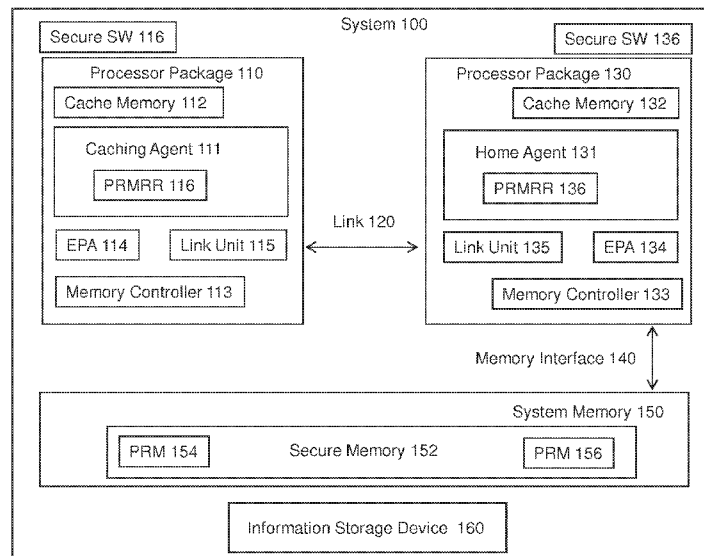 System 100
Secure SW 116
Secure SW 136
Processor Package 110
Cache Memory 112
Caching Agent 111
PRMRR 116
EPA 114
Link Unit 115
Memory Controller 113
Link 120
Processor Package 130
Cache Memory 132
Home Agent 131
PRMRR 136
Link Unit 135
EPA 134
Memory Controller 133
Memory Interface 140
System Memory 150
PRM 154
Secure Memory 152
PRM 156
Information Storage Device 160